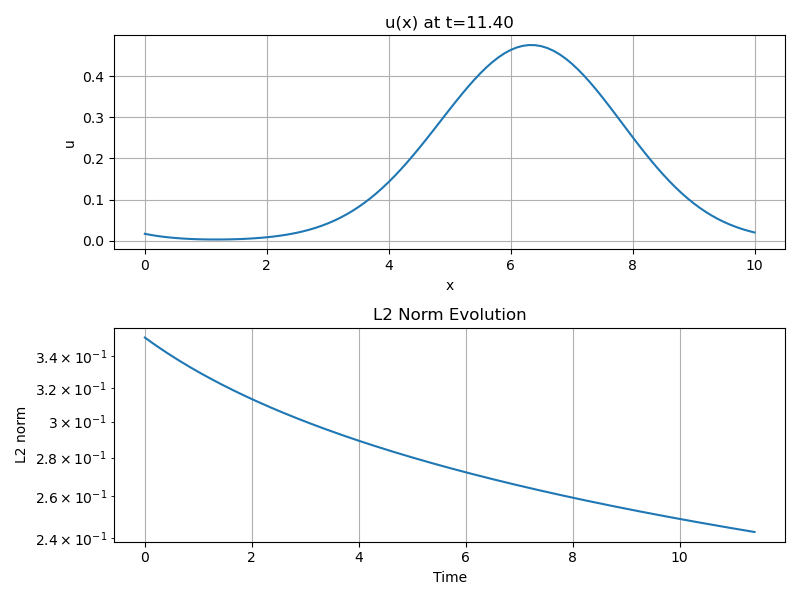 u(x) at t=11.40
u
0.4
0.3
0.2
0.1
0.0
0 2 4 6 8 10
x
L2 Norm Evolution
L2 norm
3.4 × 10⁻¹
3.2 × 10⁻¹
3 × 10⁻¹
2.8 × 10⁻¹
2.6 × 10⁻¹
2.4 × 10⁻¹
0 2 4 6 8 10
Time